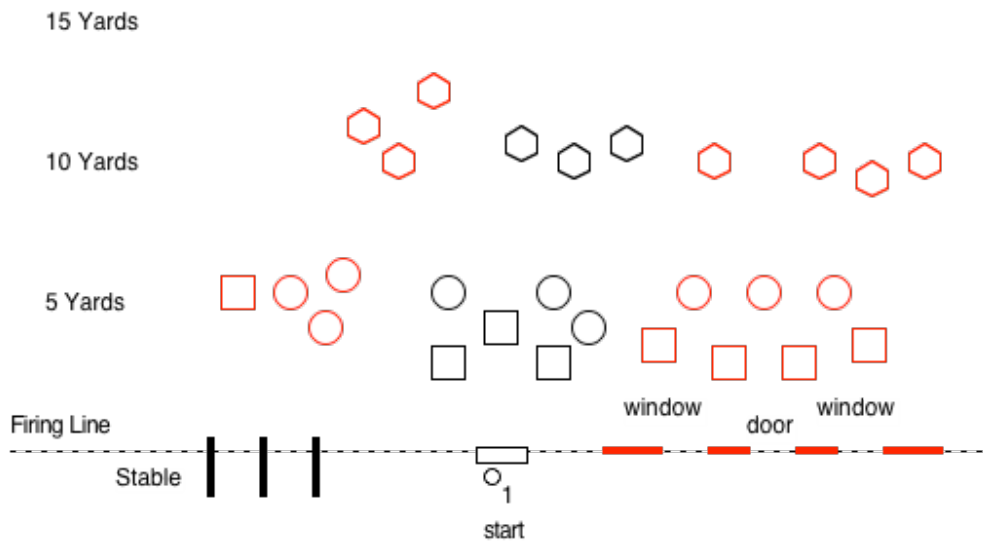 15 Yards
10 Yards
5 Yards
window
window
door
Firing Line
Stable
1
start